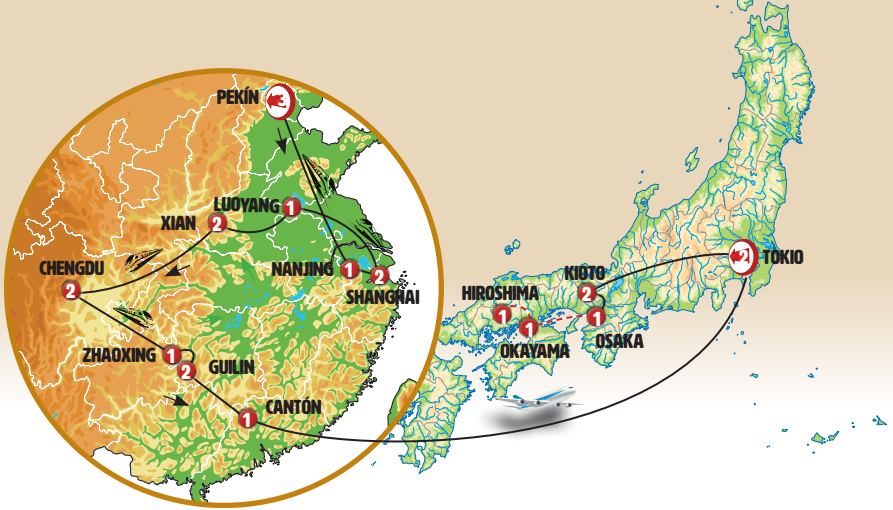 PEKÍN
3
LUOYANG
1
XIAN
2
CHENGDU
2
NANJING
1
2
SHANGHAI
ZHAOXING
1
2
GUILIN
CANTÓN
1
2
TOKIO
KIOTO
2
HIROSHIMA
1
1
OKAYAMA
1
OSAKA